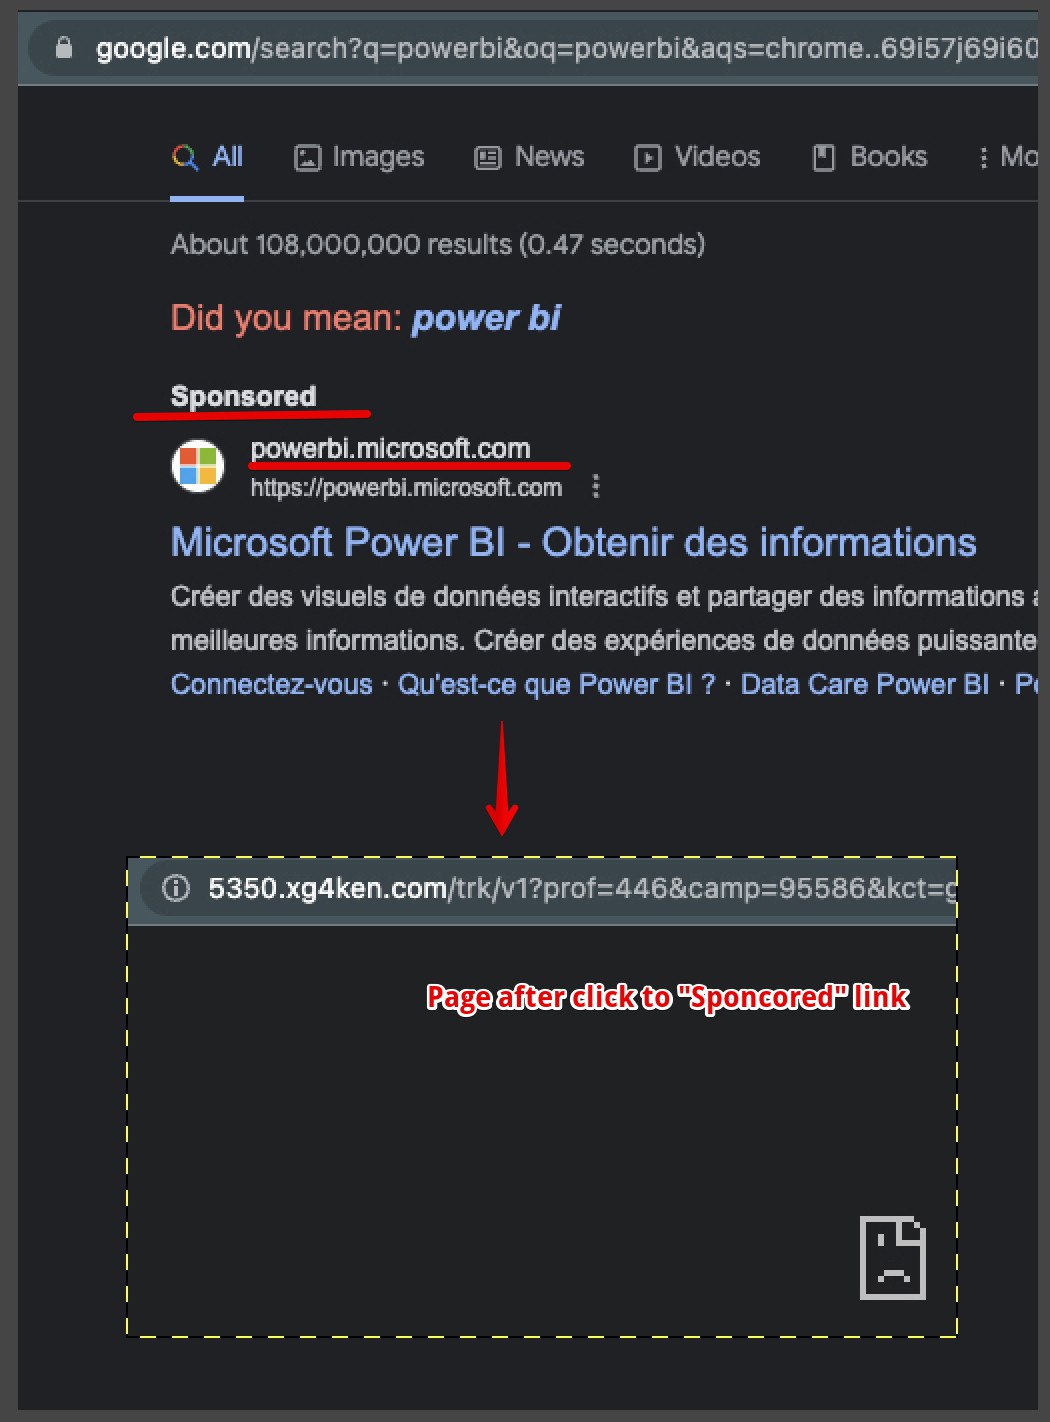 google.com/search?q=powerbi&oq=powerbi&aqs=chrome..69i57j69i60
All Images News Videos Books Mo
About 108,000,000 results (0.47 seconds)
Did you mean: power bi
Sponsored
powerbi.microsoft.com
https://powerbi.microsoft.com
Microsoft Power BI - Obtenir des informations
Créer des visuels de données interactifs et partager des informations
meilleures informations. Créer des expériences de données puissante
Connectez-vous · Qu'est-ce que Power BI ? · Data Care Power BI ·
5350.xg4ken.com/trk/v1?prof=446&camp=95586&kct=g
Page after click to "Sponcored" link